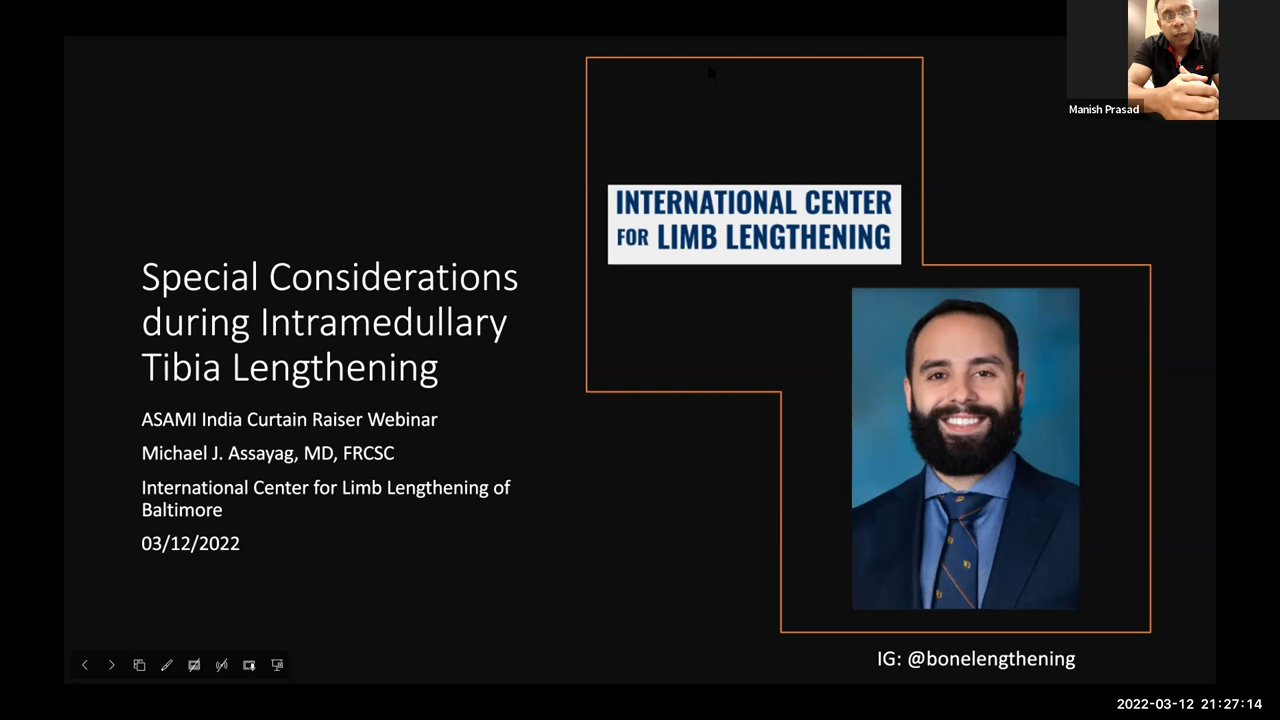 Manish Prasad
INTERNATIONAL CENTER
FOR LIMB LENGTHENING
Special Considerations
during Intramedullary
Tibia Lengthening
ASAMI India Curtain Raiser Webinar
Michael J. Assayag, MD, FRCSC
International Center for Limb Lengthening of
Baltimore
03/12/2022
IG: @bonelengthening
2022-03-12 21:27:14